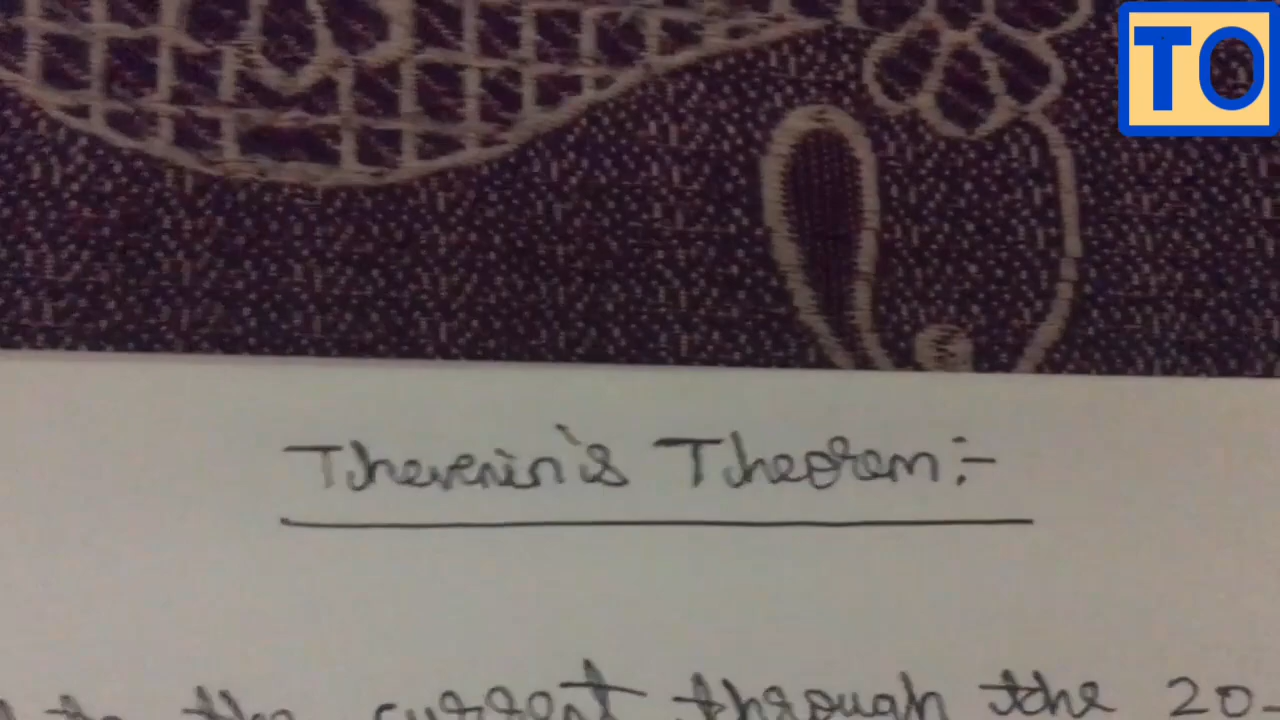 TO
Thevenin's Theorem:-
the current through the 20-